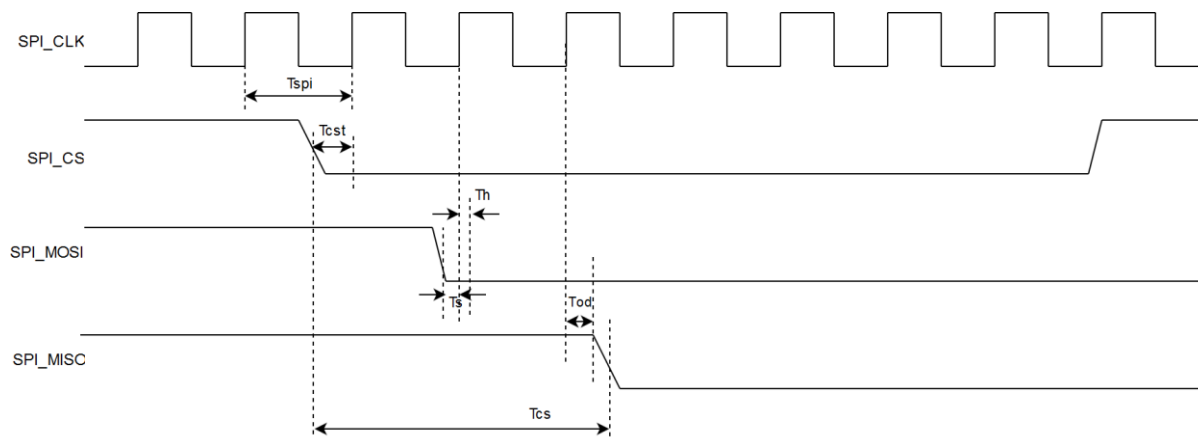 SPI_CLK
Tspi
Tcst
SPI_CS
Th
SPI_MOSI
Ts
Tod
SPI_MISO
Tcs